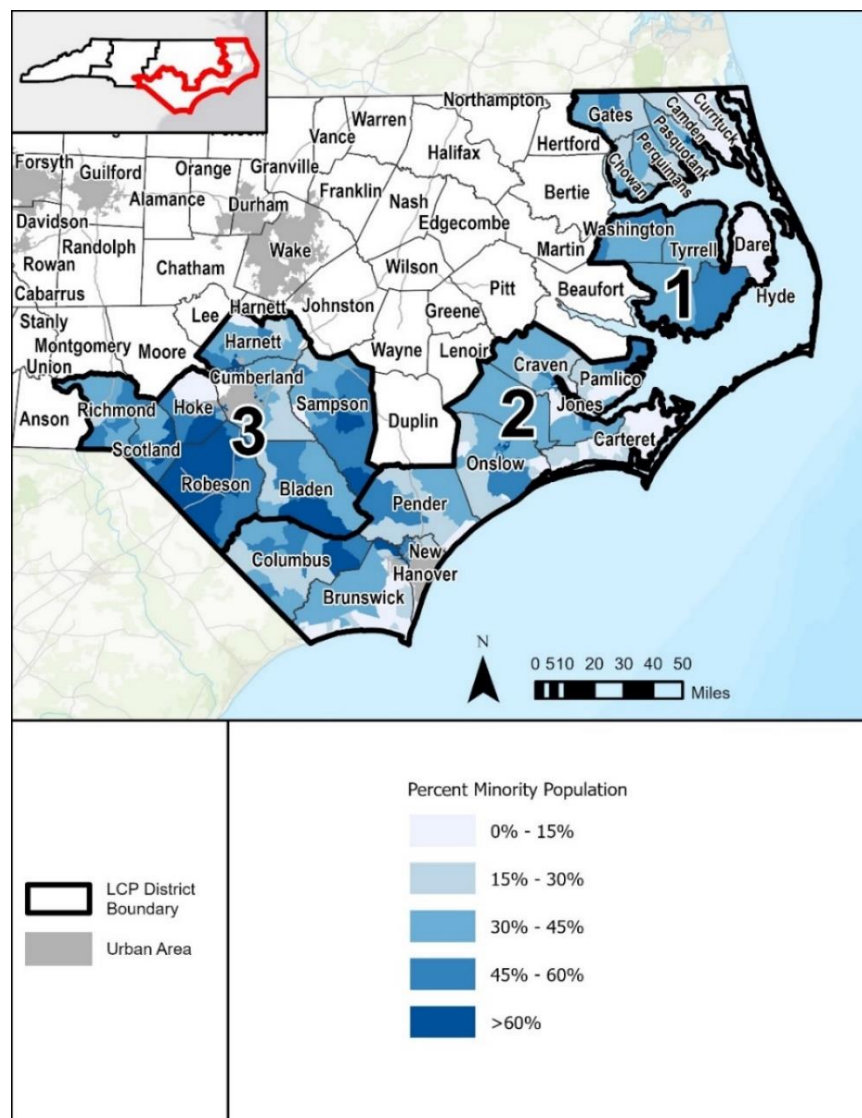 Northampton
Warren
Vance
Gates
Currituck
Camden
Pasquotank
Perquimans
Chowan
Hertford
Halifax
Forsyth
Guilford
Orange
Granville
Franklin
Nash
Bertie
Alamance
Durham
Edgecombe
Washington
Davidson
Martin
Tyrrell
Dare
Randolph
Wake
Rowan
Chatham
Wilson
Pitt
Beaufort
1
Hyde
Cabarrus
Lee
Harnett
Johnston
Greene
Stanly
Montgomery
Moore
Harnett
Wayne
Lenoir
Craven
Pamlico
Union
Cumberland
Anson
Richmond
Hoke
3
Sampson
Duplin
2
Jones
Scotland
Carteret
Robeson
Bladen
Onslow
Pender
Columbus
New
Hanover
Brunswick
N
0 510 20 30 40 50
Miles
Percent Minority Population
0% - 15%
15% - 30%
30% - 45%
45% - 60%
>60%
LCP District
Boundary
Urban Area